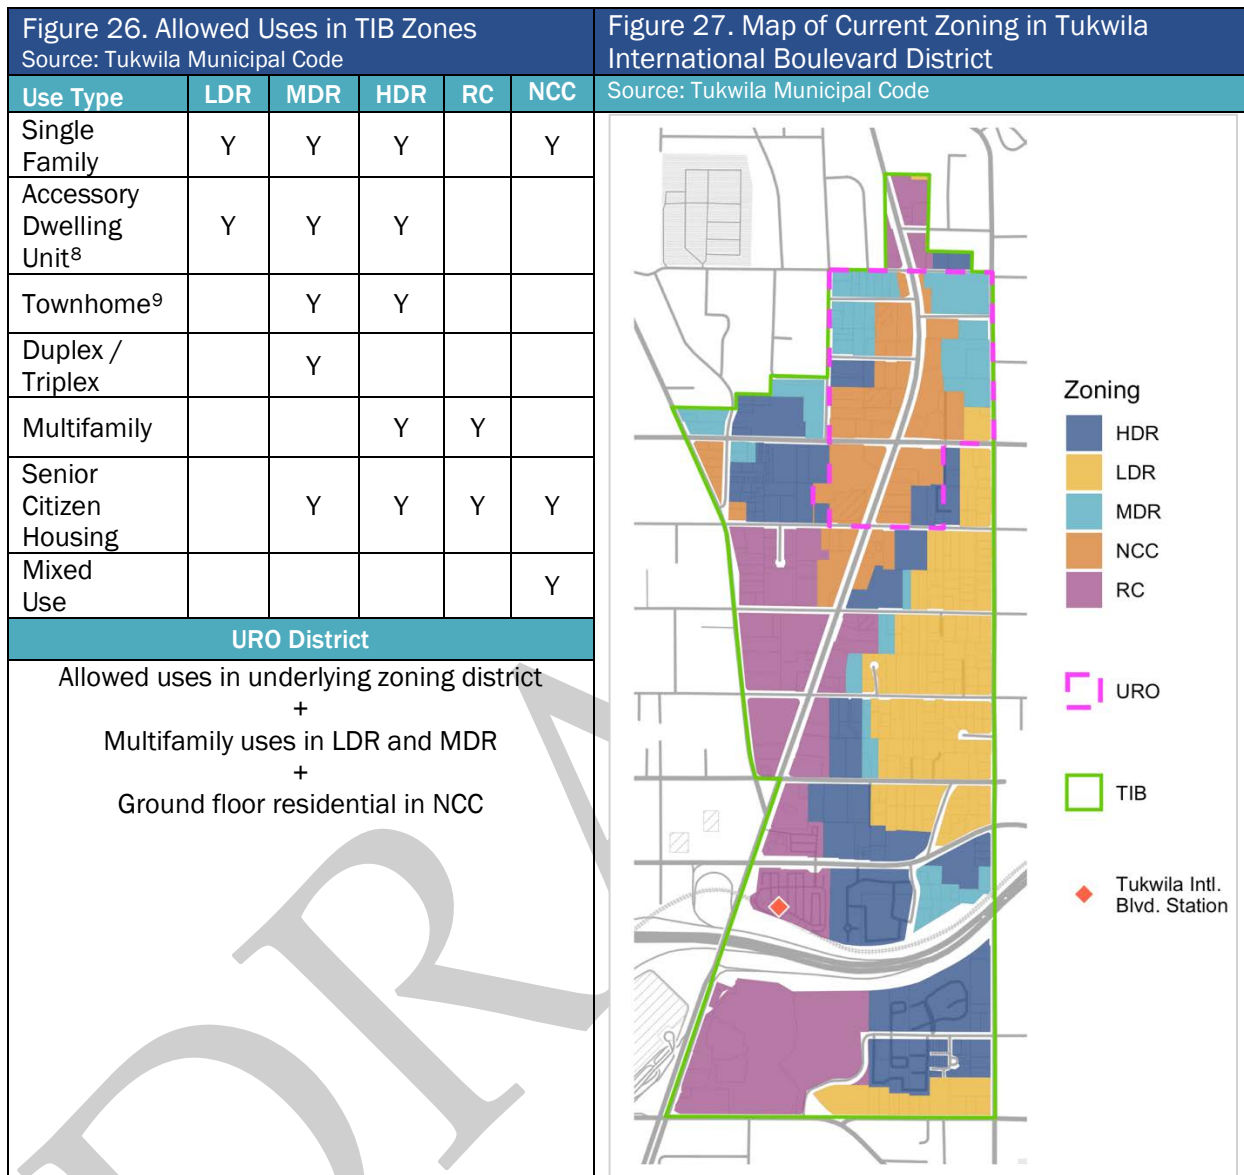 Figure 26. Allowed Uses in TIB Zones
Source: Tukwila Municipal Code
Use Type LDR MDR HDR RC NCC
Single
Family Y Y Y Y
Accessory
Dwelling
Unit⁸ Y Y Y
Townhome⁹ Y Y
Duplex /
Triplex Y
Multifamily Y Y
Senior
Citizen
Housing Y Y Y Y
Mixed
Use Y
URO District
Allowed uses in underlying zoning district
+
Multifamily uses in LDR and MDR
+
Ground floor residential in NCC
Figure 27. Map of Current Zoning in Tukwila
International Boulevard District
Source: Tukwila Municipal Code
Zoning
HDR
LDR
MDR
NCC
RC
URO
TIB
Tukwila Intl.
Blvd. Station
DRA